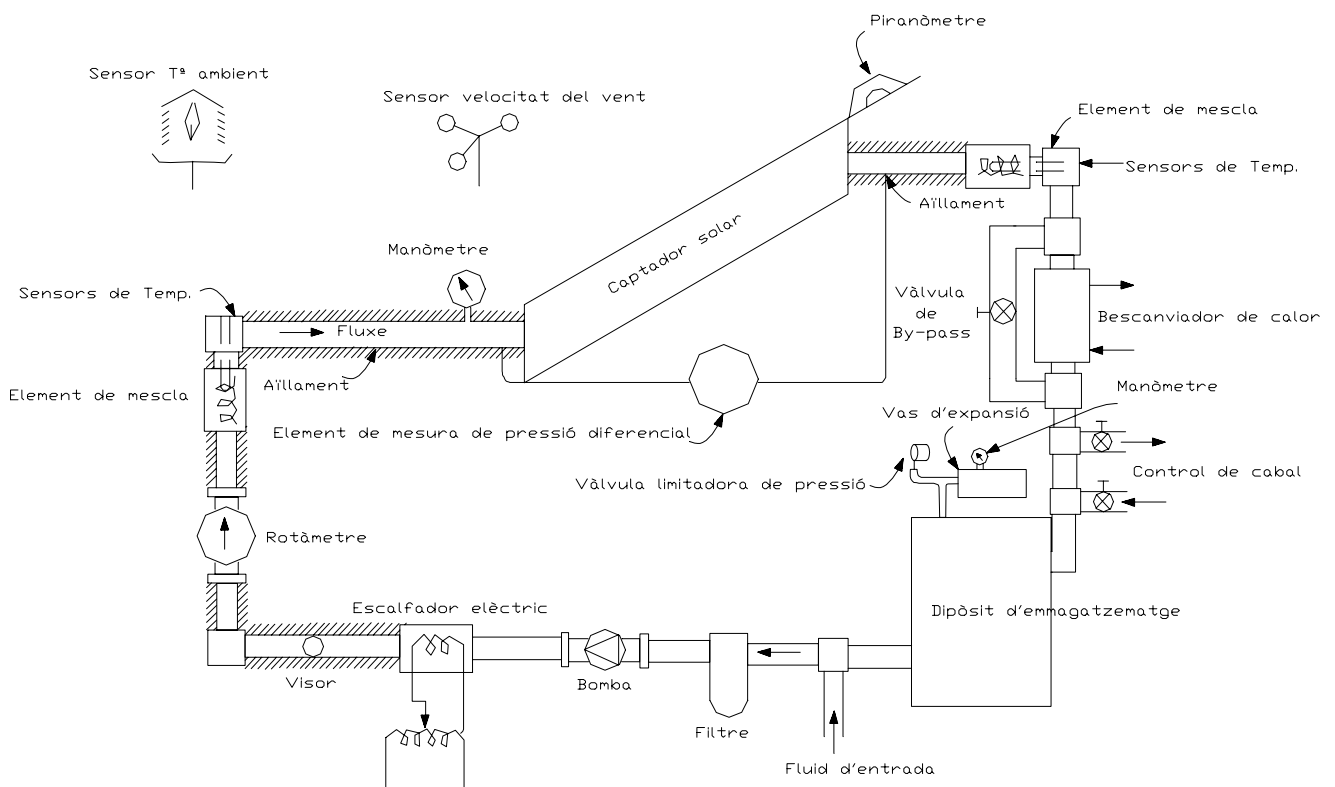 Piranòmetre
Sensor Tª ambient
Sensor velocitat del vent
Element de mescla
Sensors de Temp.
Aïllament
Captador solar
Manòmetre
Sensors de Temp.
Fluxe
Vàlvula
de
By-pass
Bescanviador de calor
Aïllament
Element de mescla
Manòmetre
Vas d'expansió
Element de mesura de pressió diferencial
Control de cabal
Vàlvula limitadora de pressió
Rotàmetre
Escalfador elèctric
Dipòsit d'emmagatzematge
Visor
Bomba
Filtre
Fluid d'entrada